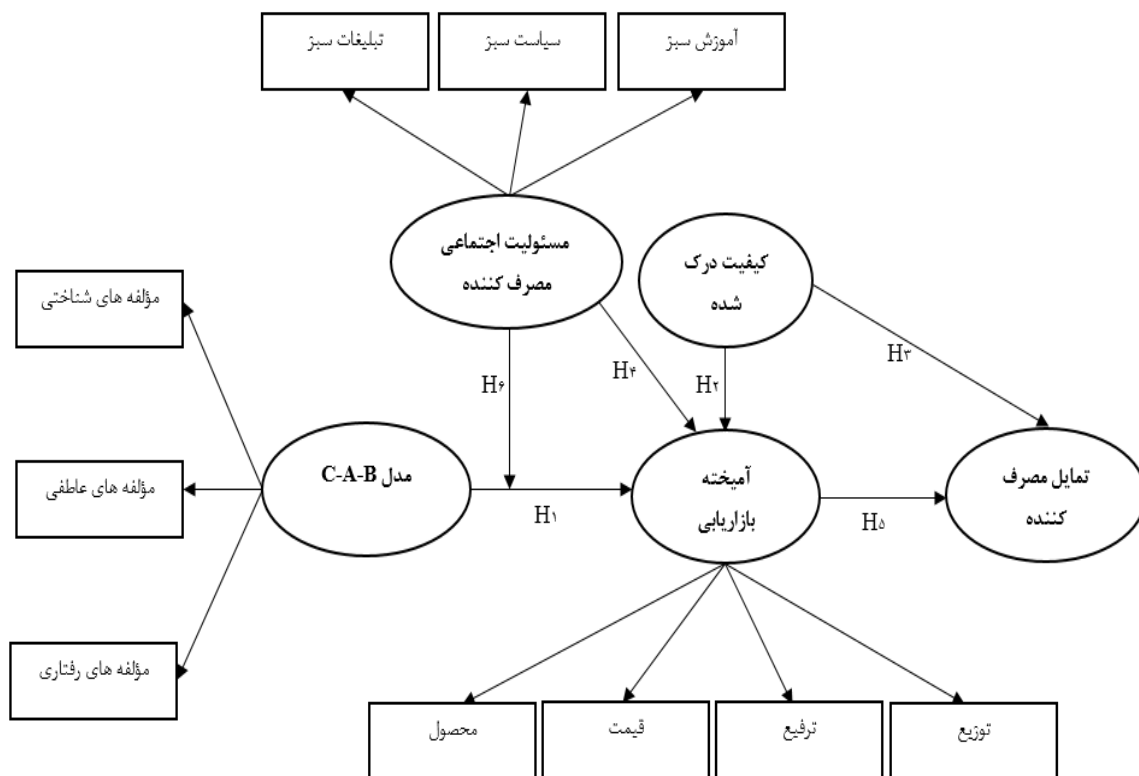 آموزش سبز
سیاست سبز
تبلیغات سبز
مسئولیت اجتماعی
مصرف کننده
کیفیت درک
شده
مؤلفه های شناختی
H۶
H۴
H۲
H۳
مدل C-A-B
مؤلفه های عاطفی
H۱
آمیخته
بازاریابی
H۵
تمایل مصرف
کننده
مؤلفه های رفتاری
محصول
قیمت
ترفیع
توزیع